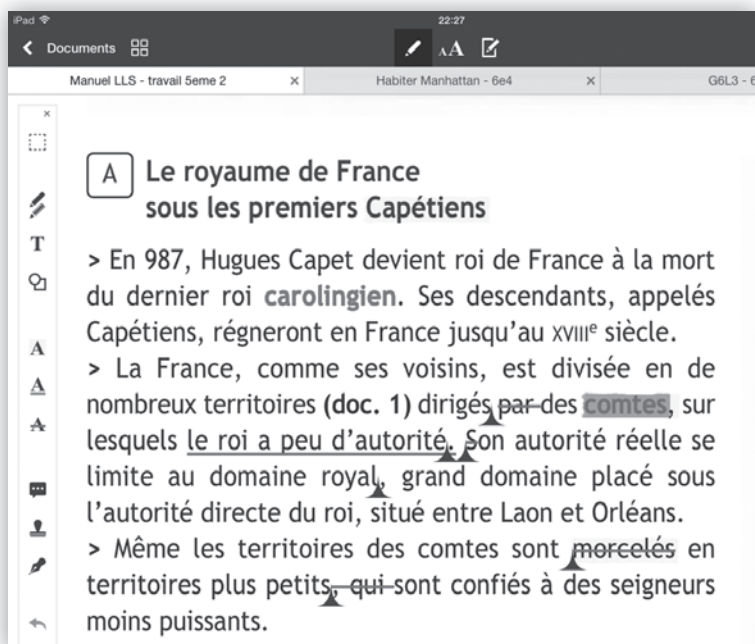 iPad 22:27
Documents AA
Manuel LLS - travail 5eme 2 × Habiter Manhattan - 6e4 × G6L3 - 6
×
A Le royaume de France
sous les premiers Capétiens
> En 987, Hugues Capet devient roi de France à la mort
du dernier roi carolingien. Ses descendants, appelés
Capétiens, régneront en France jusqu’au XVIIIe siècle.
> La France, comme ses voisins, est divisée en de
nombreux territoires (doc. 1) dirigés par des comtes, sur
lesquels le roi a peu d’autorité. Son autorité réelle se
T
limite au domaine royal, grand domaine placé sous
l’autorité directe du roi, situé entre Laon et Orléans.
A
> Même les territoires des comtes sont morcelés en
A
territoires plus petits, qui sont confiés à des seigneurs
A
moins puissants.